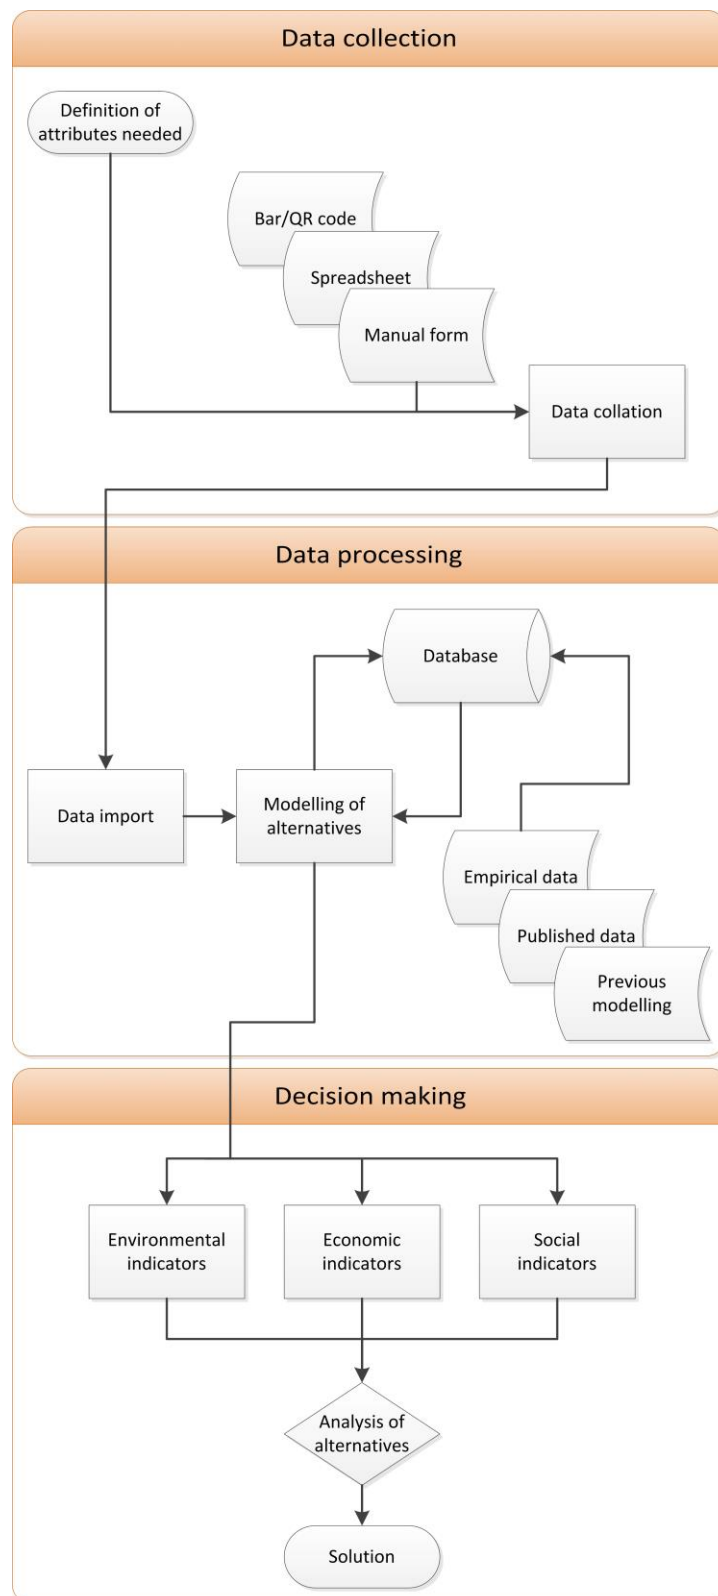 Data collection
Definition of
attributes needed
Bar/QR code
Spreadsheet
Manual form
Data collation
Data processing
Database
Data import
Modelling of
alternatives
Empirical data
Published data
Previous
modelling
Decision making
Environmental
indicators
Economic
indicators
Social
indicators
Analysis of
alternatives
Solution